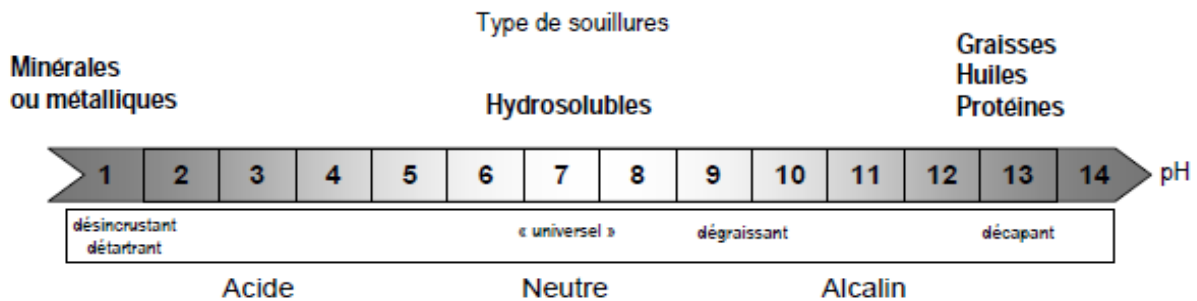 Type de souillures
Minérales
ou métalliques
Hydrosolubles
Graisses
Huiles
Protéines
1 2 3 4 5 6 7 8 9 10 11 12 13 14 pH
désincrustant
détartrant
« universel »
dégraissant
décapant
Acide Neutre Alcalin